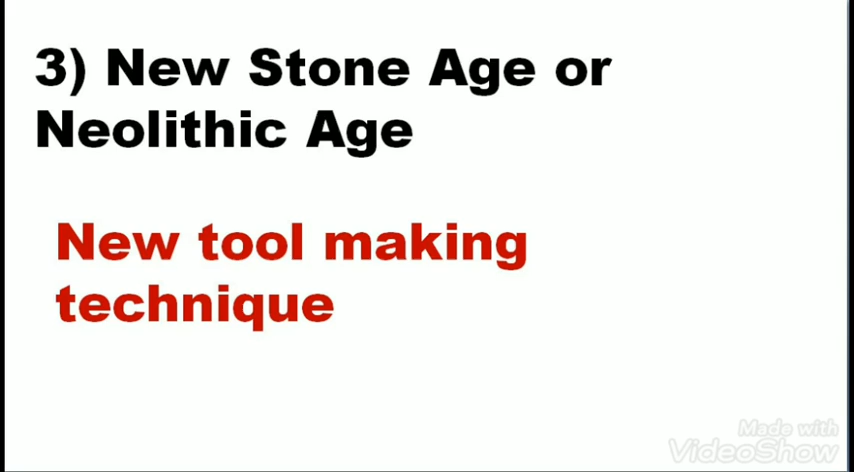 3) New Stone Age or
Neolithic Age
New tool making
technique
Made with
VideoShow